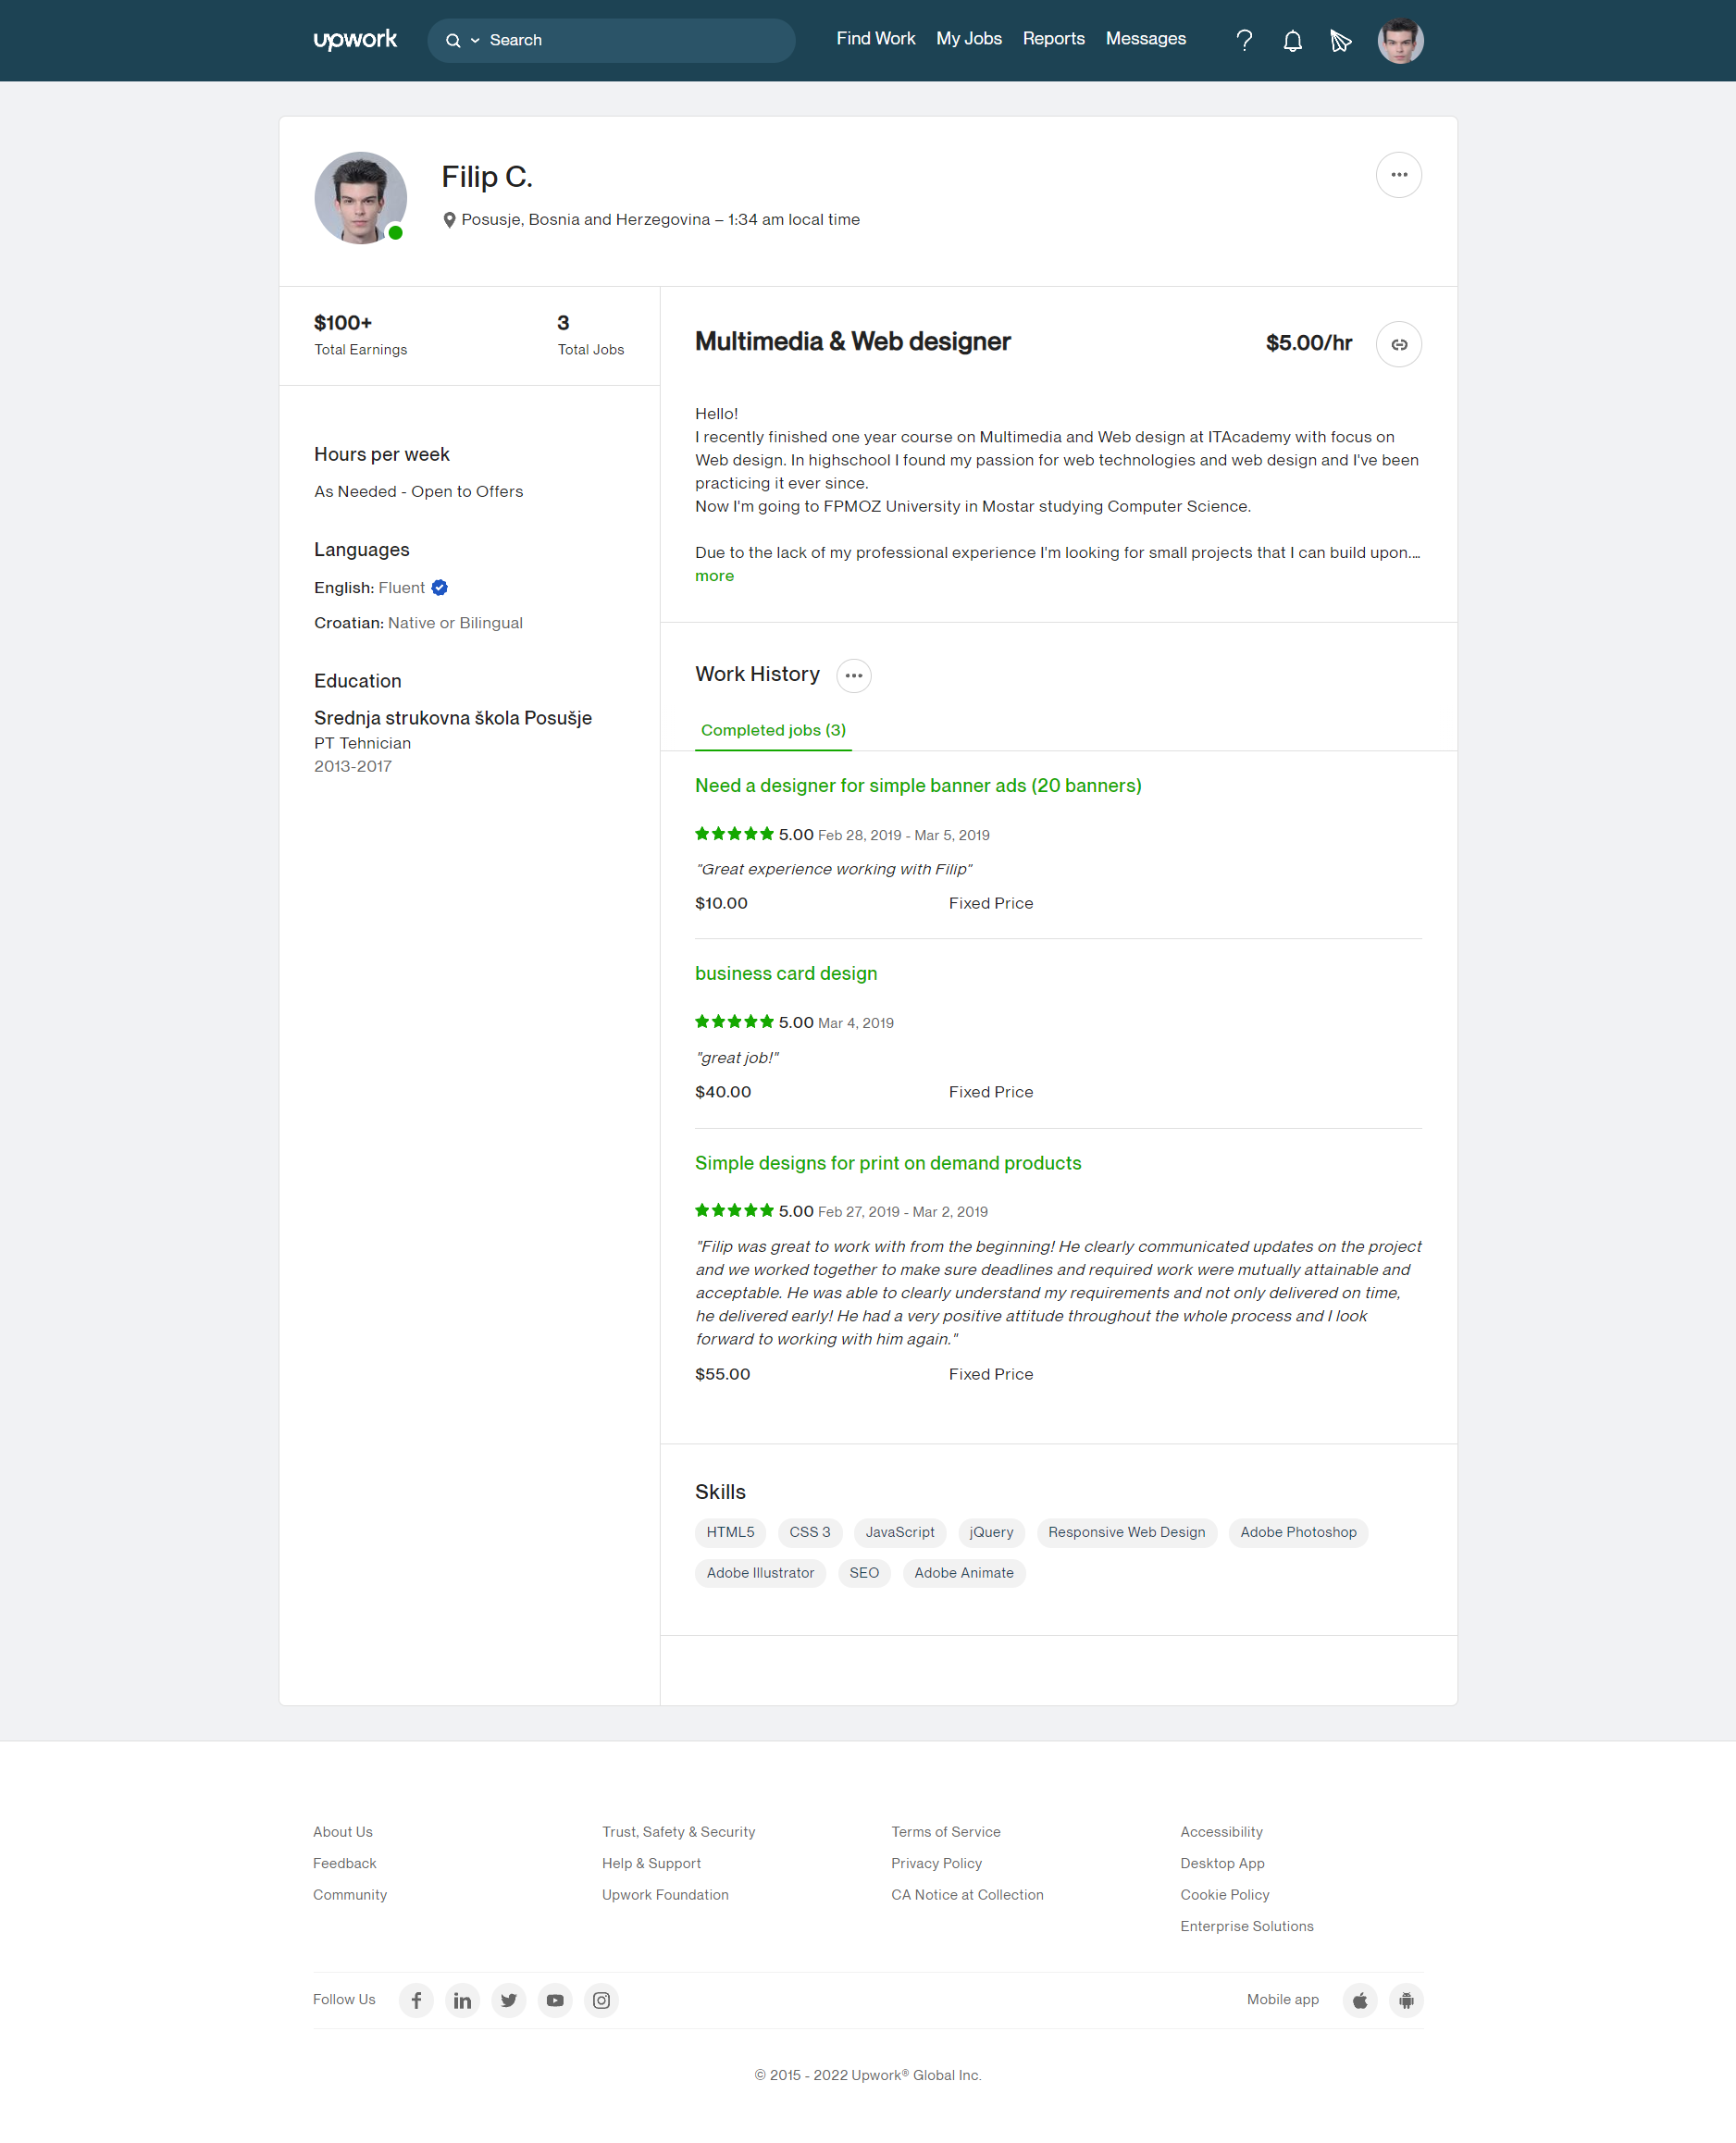 upwork
Search
Find Work
My Jobs
Reports
Messages
Filip C.
Posusje, Bosnia and Herzegovina – 1:34 am local time
$100+
Total Earnings
3
Total Jobs
Hours per week
As Needed - Open to Offers
Languages
English: Fluent
Croatian: Native or Bilingual
Education
Srednja strukovna škola Posušje
PT Tehnician
2013-2017
Multimedia & Web designer
$5.00/hr
Hello!
I recently finished one year course on Multimedia and Web design at ITAcademy with focus on
Web design. In highschool I found my passion for web technologies and web design and I've been
practicing it ever since.
Now I'm going to FPMOZ University in Mostar studying Computer Science.
Due to the lack of my professional experience I'm looking for small projects that I can build upon....
more
Work History
Completed jobs (3)
Need a designer for simple banner ads (20 banners)
5.00 Feb 28, 2019 - Mar 5, 2019
"Great experience working with Filip"
$10.00
Fixed Price
business card design
5.00 Mar 4, 2019
"great job!"
$40.00
Fixed Price
Simple designs for print on demand products
5.00 Feb 27, 2019 - Mar 2, 2019
"Filip was great to work with from the beginning! He clearly communicated updates on the project
and we worked together to make sure deadlines and required work were mutually attainable and
acceptable. He was able to clearly understand my requirements and not only delivered on time,
he delivered early! He had a very positive attitude throughout the whole process and I look
forward to working with him again."
$55.00
Fixed Price
Skills
HTML5
CSS 3
JavaScript
jQuery
Responsive Web Design
Adobe Photoshop
Adobe Illustrator
SEO
Adobe Animate
About Us
Feedback
Community
Trust, Safety & Security
Help & Support
Upwork Foundation
Terms of Service
Privacy Policy
CA Notice at Collection
Accessibility
Desktop App
Cookie Policy
Enterprise Solutions
Follow Us
Mobile app
© 2015 - 2022 Upwork® Global Inc.